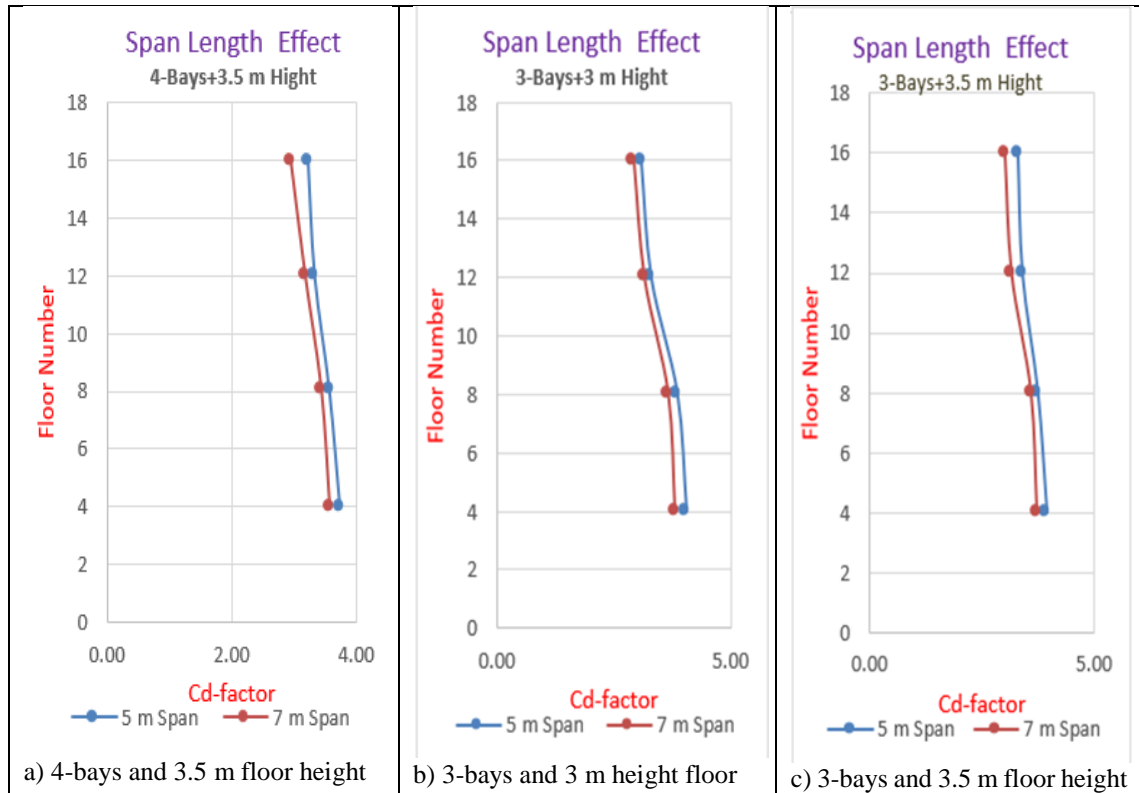 Span Length Effect
4-Bays+3.5 m Hight
18
16
14
12
10
8
6
4
2
0
Floor Number
0.00 2.00 4.00
Cd-factor
5 m Span 7 m Span
a) 4-bays and 3.5 m floor height
Span Length Effect
3-Bays+3 m Hight
18
16
14
12
10
8
6
4
2
0
Floor Number
0.00 5.00
Cd-factor
5 m Span 7 m Span
b) 3-bays and 3 m height floor
Span Length Effect
3-Bays+3.5 m Hight
18
16
14
12
10
8
6
4
2
0
Floor Number
0.00 5.00
Cd-factor
5 m Span 7 m Span
c) 3-bays and 3.5 m floor height